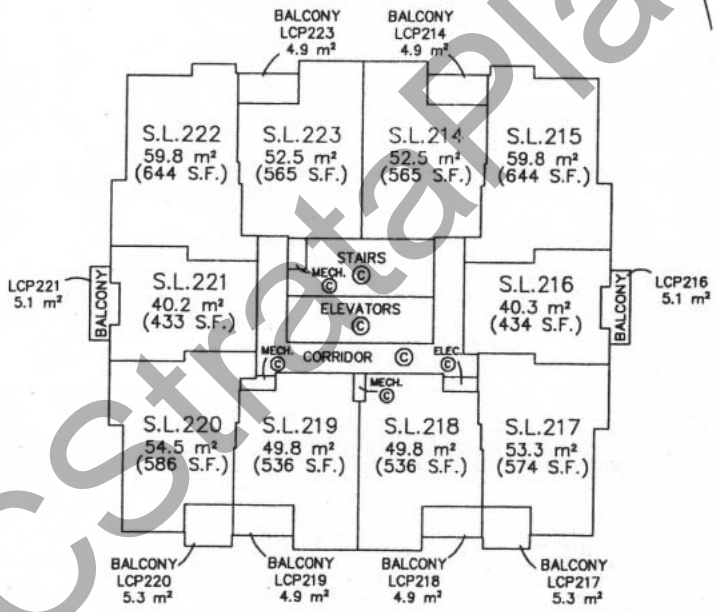 BALCONY
LCP223
4.9 m²
BALCONY
LCP214
4.9 m²
S.L.222
59.8 m²
(644 S.F.)
S.L.223
52.5 m²
(565 S.F.)
S.L.214
52.5 m²
(565 S.F.)
S.L.215
59.8 m²
(644 S.F.)
STAIRS
MECH. ©
©
LCP221
5.1 m²
BALCONY
S.L.221
40.2 m²
(433 S.F.)
ELEVATORS
©
S.L.216
40.3 m²
(434 S.F.)
BALCONY
LCP216
5.1 m²
MECH.
©
CORRIDOR ©
ELEC.
©
MECH.
©
S.L.220
54.5 m²
(586 S.F.)
S.L.219
49.8 m²
(536 S.F.)
S.L.218
49.8 m²
(536 S.F.)
S.L.217
53.3 m²
(574 S.F.)
BALCONY
LCP220
5.3 m²
BALCONY
LCP219
4.9 m²
BALCONY
LCP218
4.9 m²
BALCONY
LCP217
5.3 m²
CStrataPla